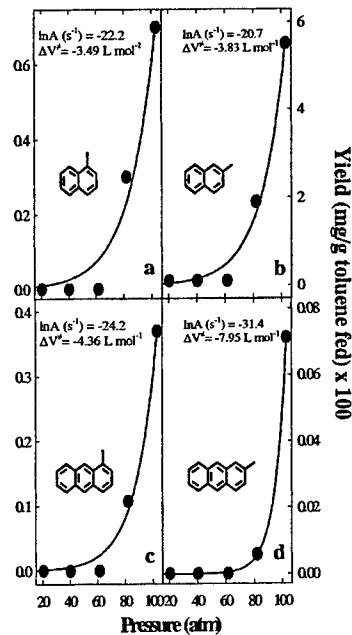 lnA (s⁻¹) = -22.2
ΔV≠ = -3.49 L mol⁻¹
lnA (s⁻¹) = -20.7
ΔV≠ = -3.83 L mol⁻¹
0.6
0.4
0.2
0.0
a
b
6
4
2
0
lnA (s⁻¹) = -24.2
ΔV≠ = -4.36 L mol⁻¹
lnA (s⁻¹) = -31.4
ΔV≠ = -7.95 L mol⁻¹
0.4
0.3
0.2
0.1
0.0
c
d
0.08
0.06
0.04
0.02
0.00
20 40 60 80 100
20 40 60 80 100
Pressure (atm)
Yield (mg/g toluene fed) x 100